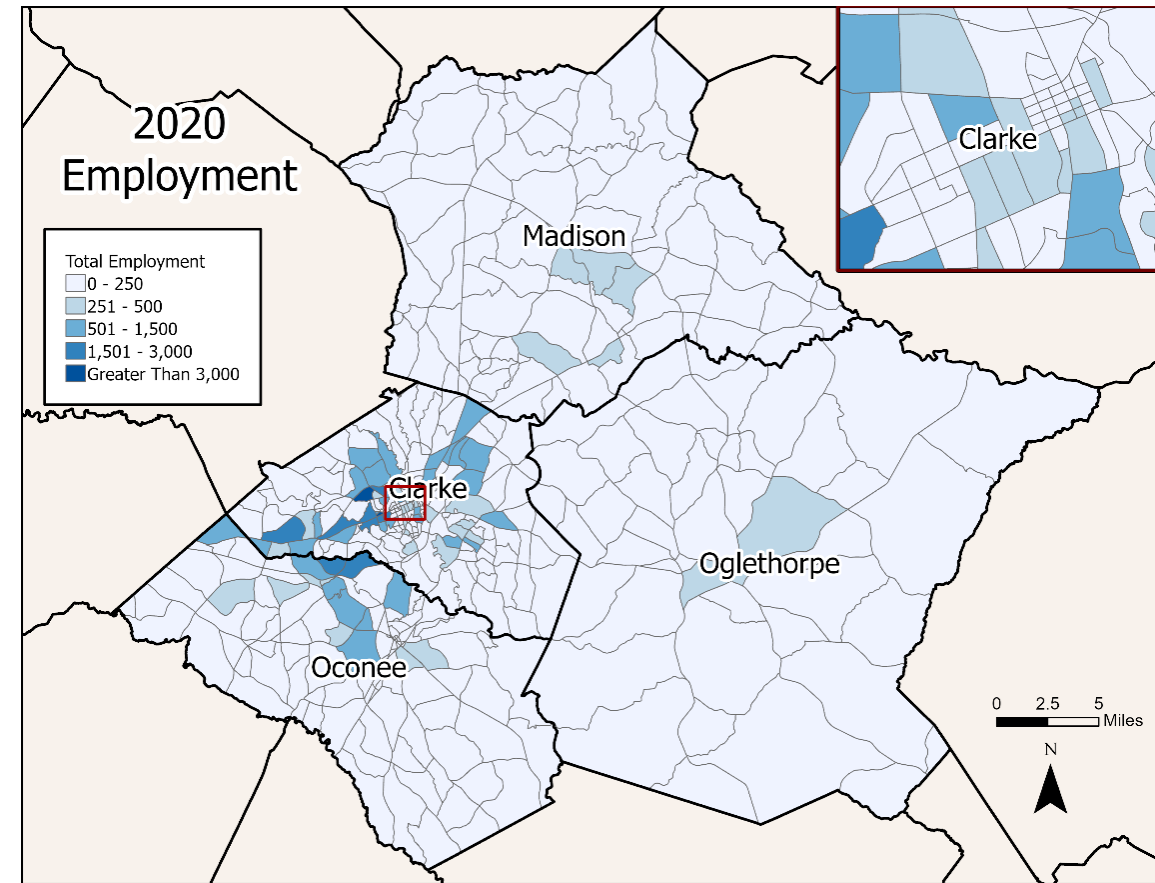 2020
Employment
Total Employment
0 - 250
251 - 500
501 - 1,500
1,501 - 3,000
Greater Than 3,000
Clarke
Madison
Clarke
Oglethorpe
Oconee
0 2.5 5
Miles
N